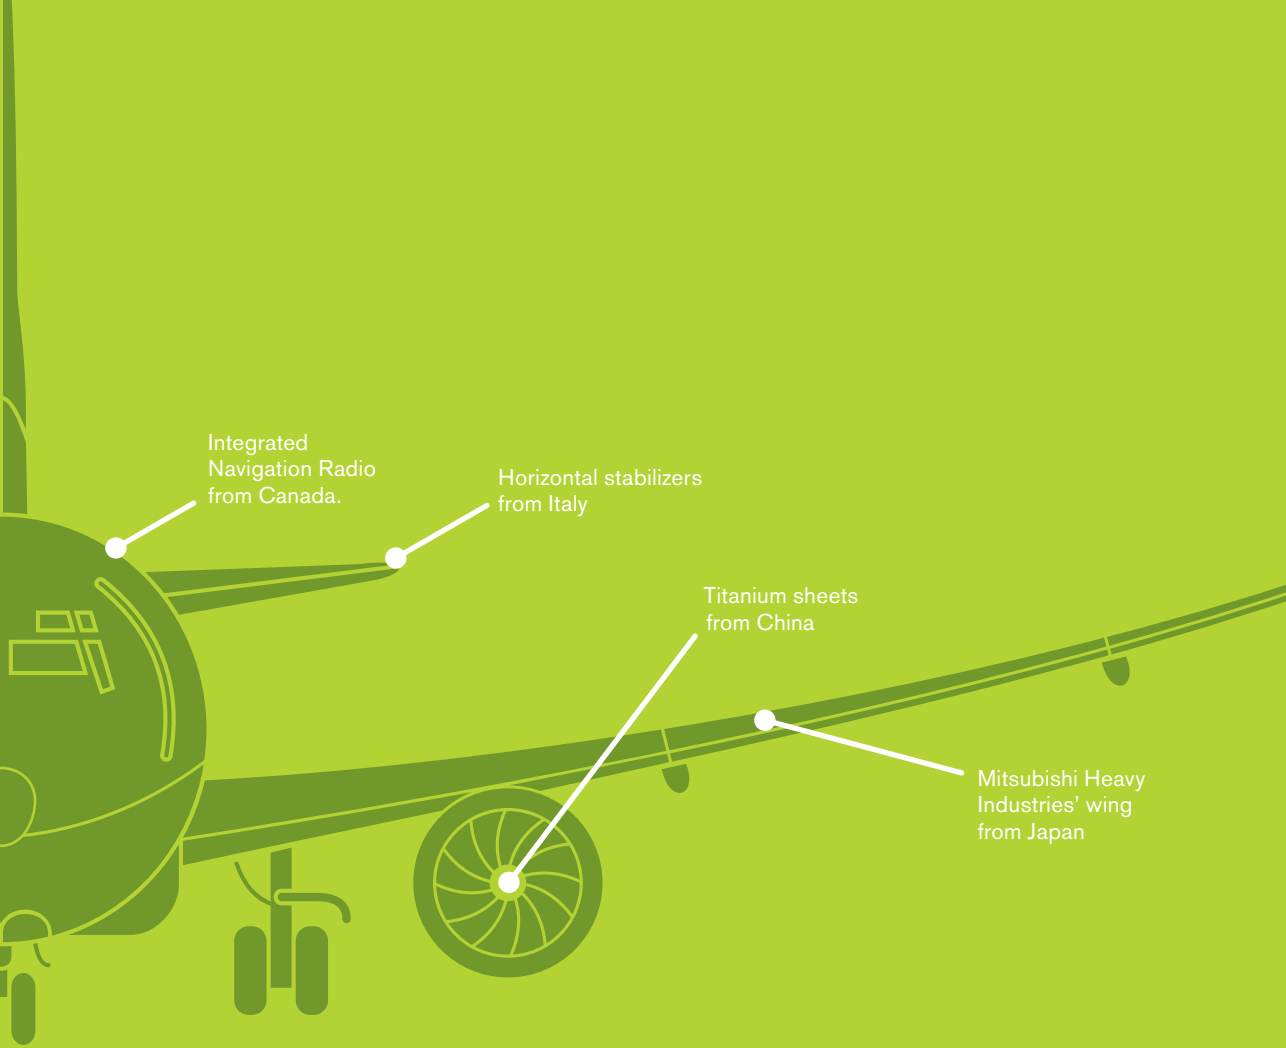 Integrated
Navigation Radio
from Canada.
Horizontal stabilizers
from Italy
Titanium sheets
from China
Mitsubishi Heavy
Industries’ wing
from Japan